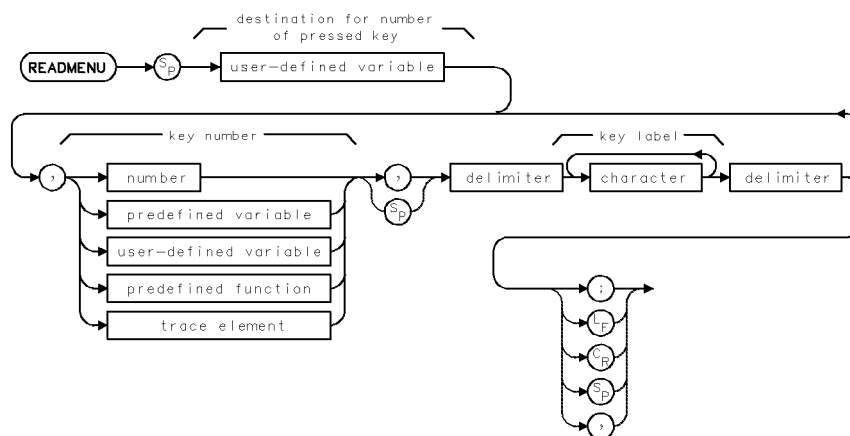 destination for number
of pressed key
READMENU
SP
user-defined variable
key number
key label
,
number
,
delimiter
character
delimiter
predefined variable
SP
user-defined variable
predefined function
;
trace element
LF
CR
SP
,